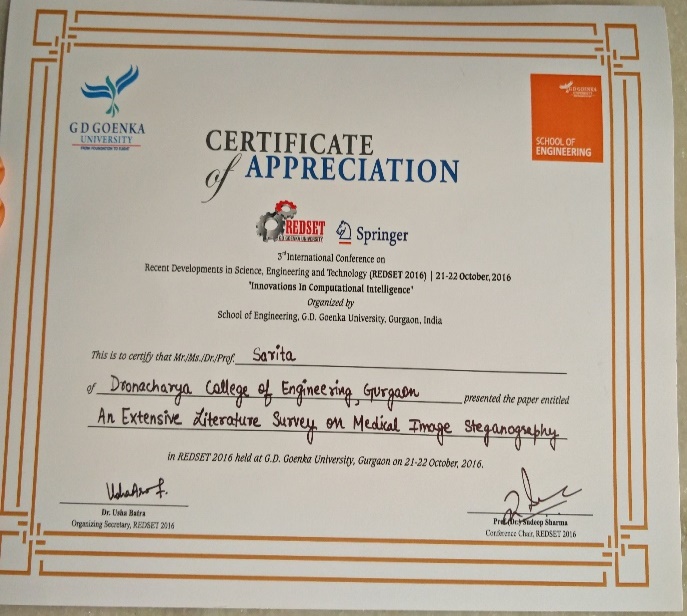 G D GOENKA
UNIVERSITY
SCHOOL OF
ENGINEERING
CERTIFICATE
of APPRECIATION
REDSET
G.D. GOENKA UNIVERSITY
Springer
3rd International Conference on
Recent Developments in Science, Engineering and Technology (REDSET 2016) | 21-22 October, 2016
"Innovations In Computational Intelligence"
Organized by
School of Engineering, G.D. Goenka University, Gurgaon, India
This is to certify that Mr./Ms./Dr./Prof. Sarita
of Dronacharya College of Engineering, Gurgaon presented the paper entitled
An Extensive Literature Survey on Medical Image Steganography
in REDSET 2016 held at G.D. Goenka University, Gurgaon on 21-22 October, 2016.
Dr. Usha Batra
Organizing Secretary, REDSET 2016
Prof.(Dr.) Sudeep Sharma
Conference Chair, REDSET 2016